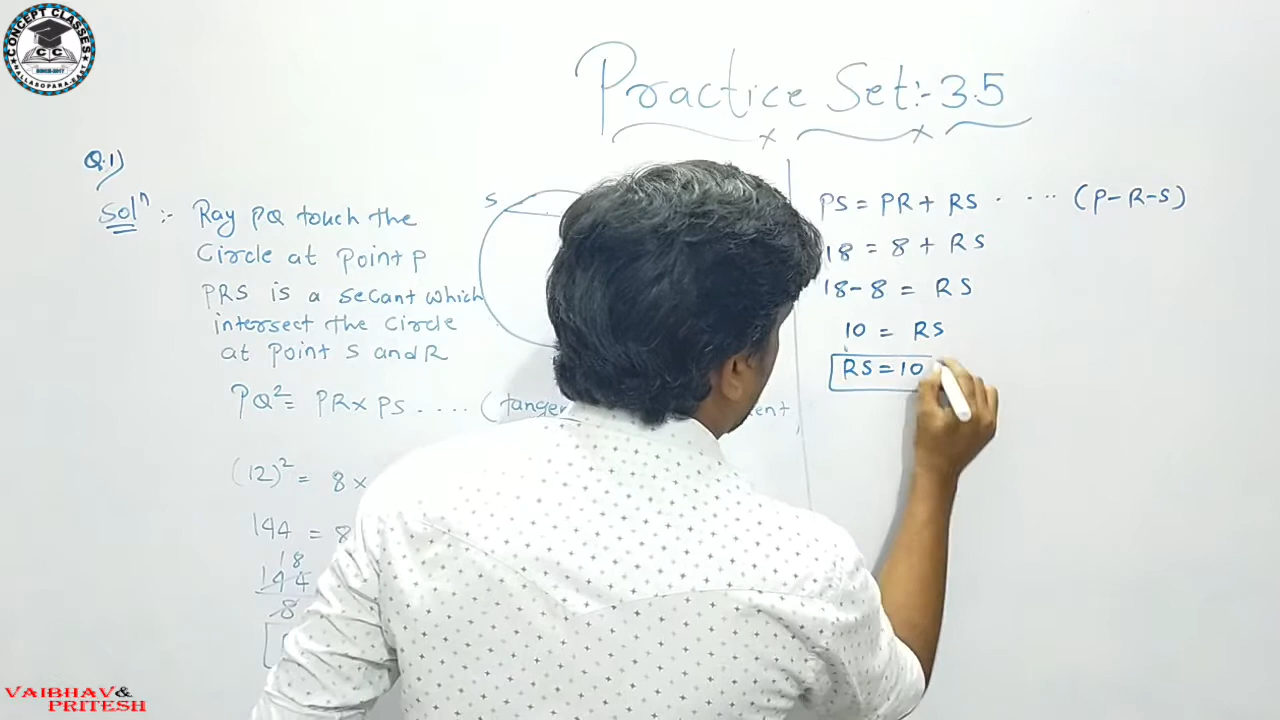 CONCEPT CLASSES
CC
NALLASOPARA-EAST
Practice Set:- 3.5
Q.1)
Solⁿ :- Ray PQ touch the
Circle at point P
PRS is a secant which
intersect the circle
at point S and R
PQ² = PR × PS .... (
(12)² = 8 ×
144 = 8
18
144
8
S
PS = PR + RS . . . . (P-R-S)
18 = 8 + RS
18 - 8 = RS
10 = RS
RS = 10
VAIBHAV&
PRITESH